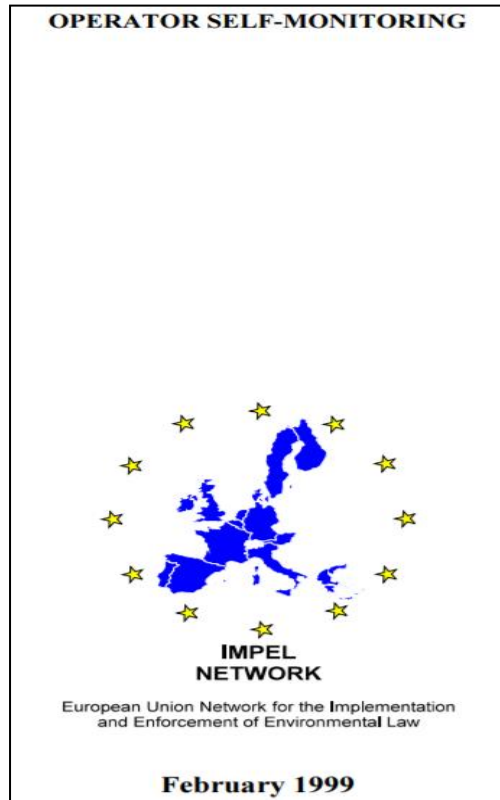 OPERATOR SELF-MONITORING
IMPEL
NETWORK
European Union Network for the Implementation
and Enforcement of Environmental Law
February 1999